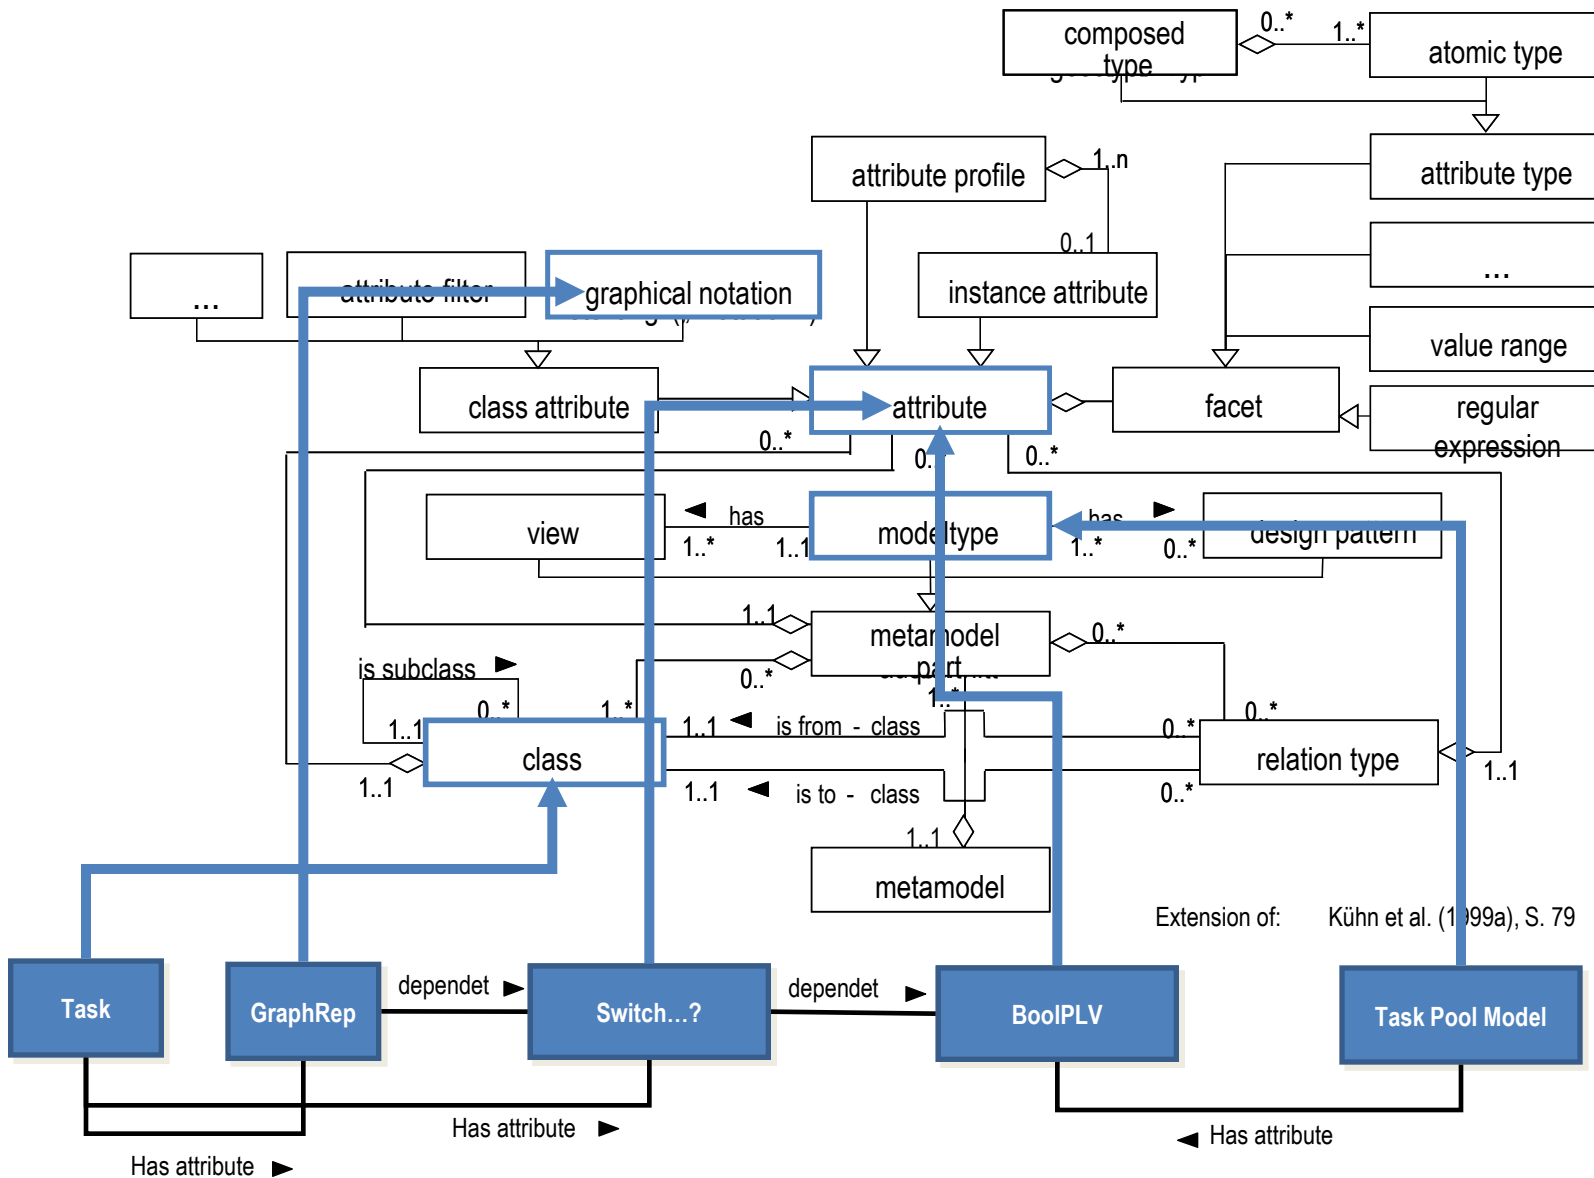 composed
type
0..*
1..*
atomic type
attribute profile
1..n
attribute type
0..1
...
attribute filter
graphical notation
instance attribute
...
value range
class attribute
attribute
facet
regular
expression
0..*
0..
0..*
view
has
modeltype
has
design pattern
1..*
1..1
1..*
0..*
1..1
metamodel
part
0..*
is subclass
0..*
0..*
1..*
1..*
0..*
1..1
1..1
is from - class
0..*
class
relation type
1..1
1..1
is to - class
0..*
1..1
1..1
metamodel
Extension of: Kühn et al. (1999a), S. 79
Task
GraphRep
dependet
Switch...?
dependet
BoolPLV
Task Pool Model
Has attribute
Has attribute
Has attribute